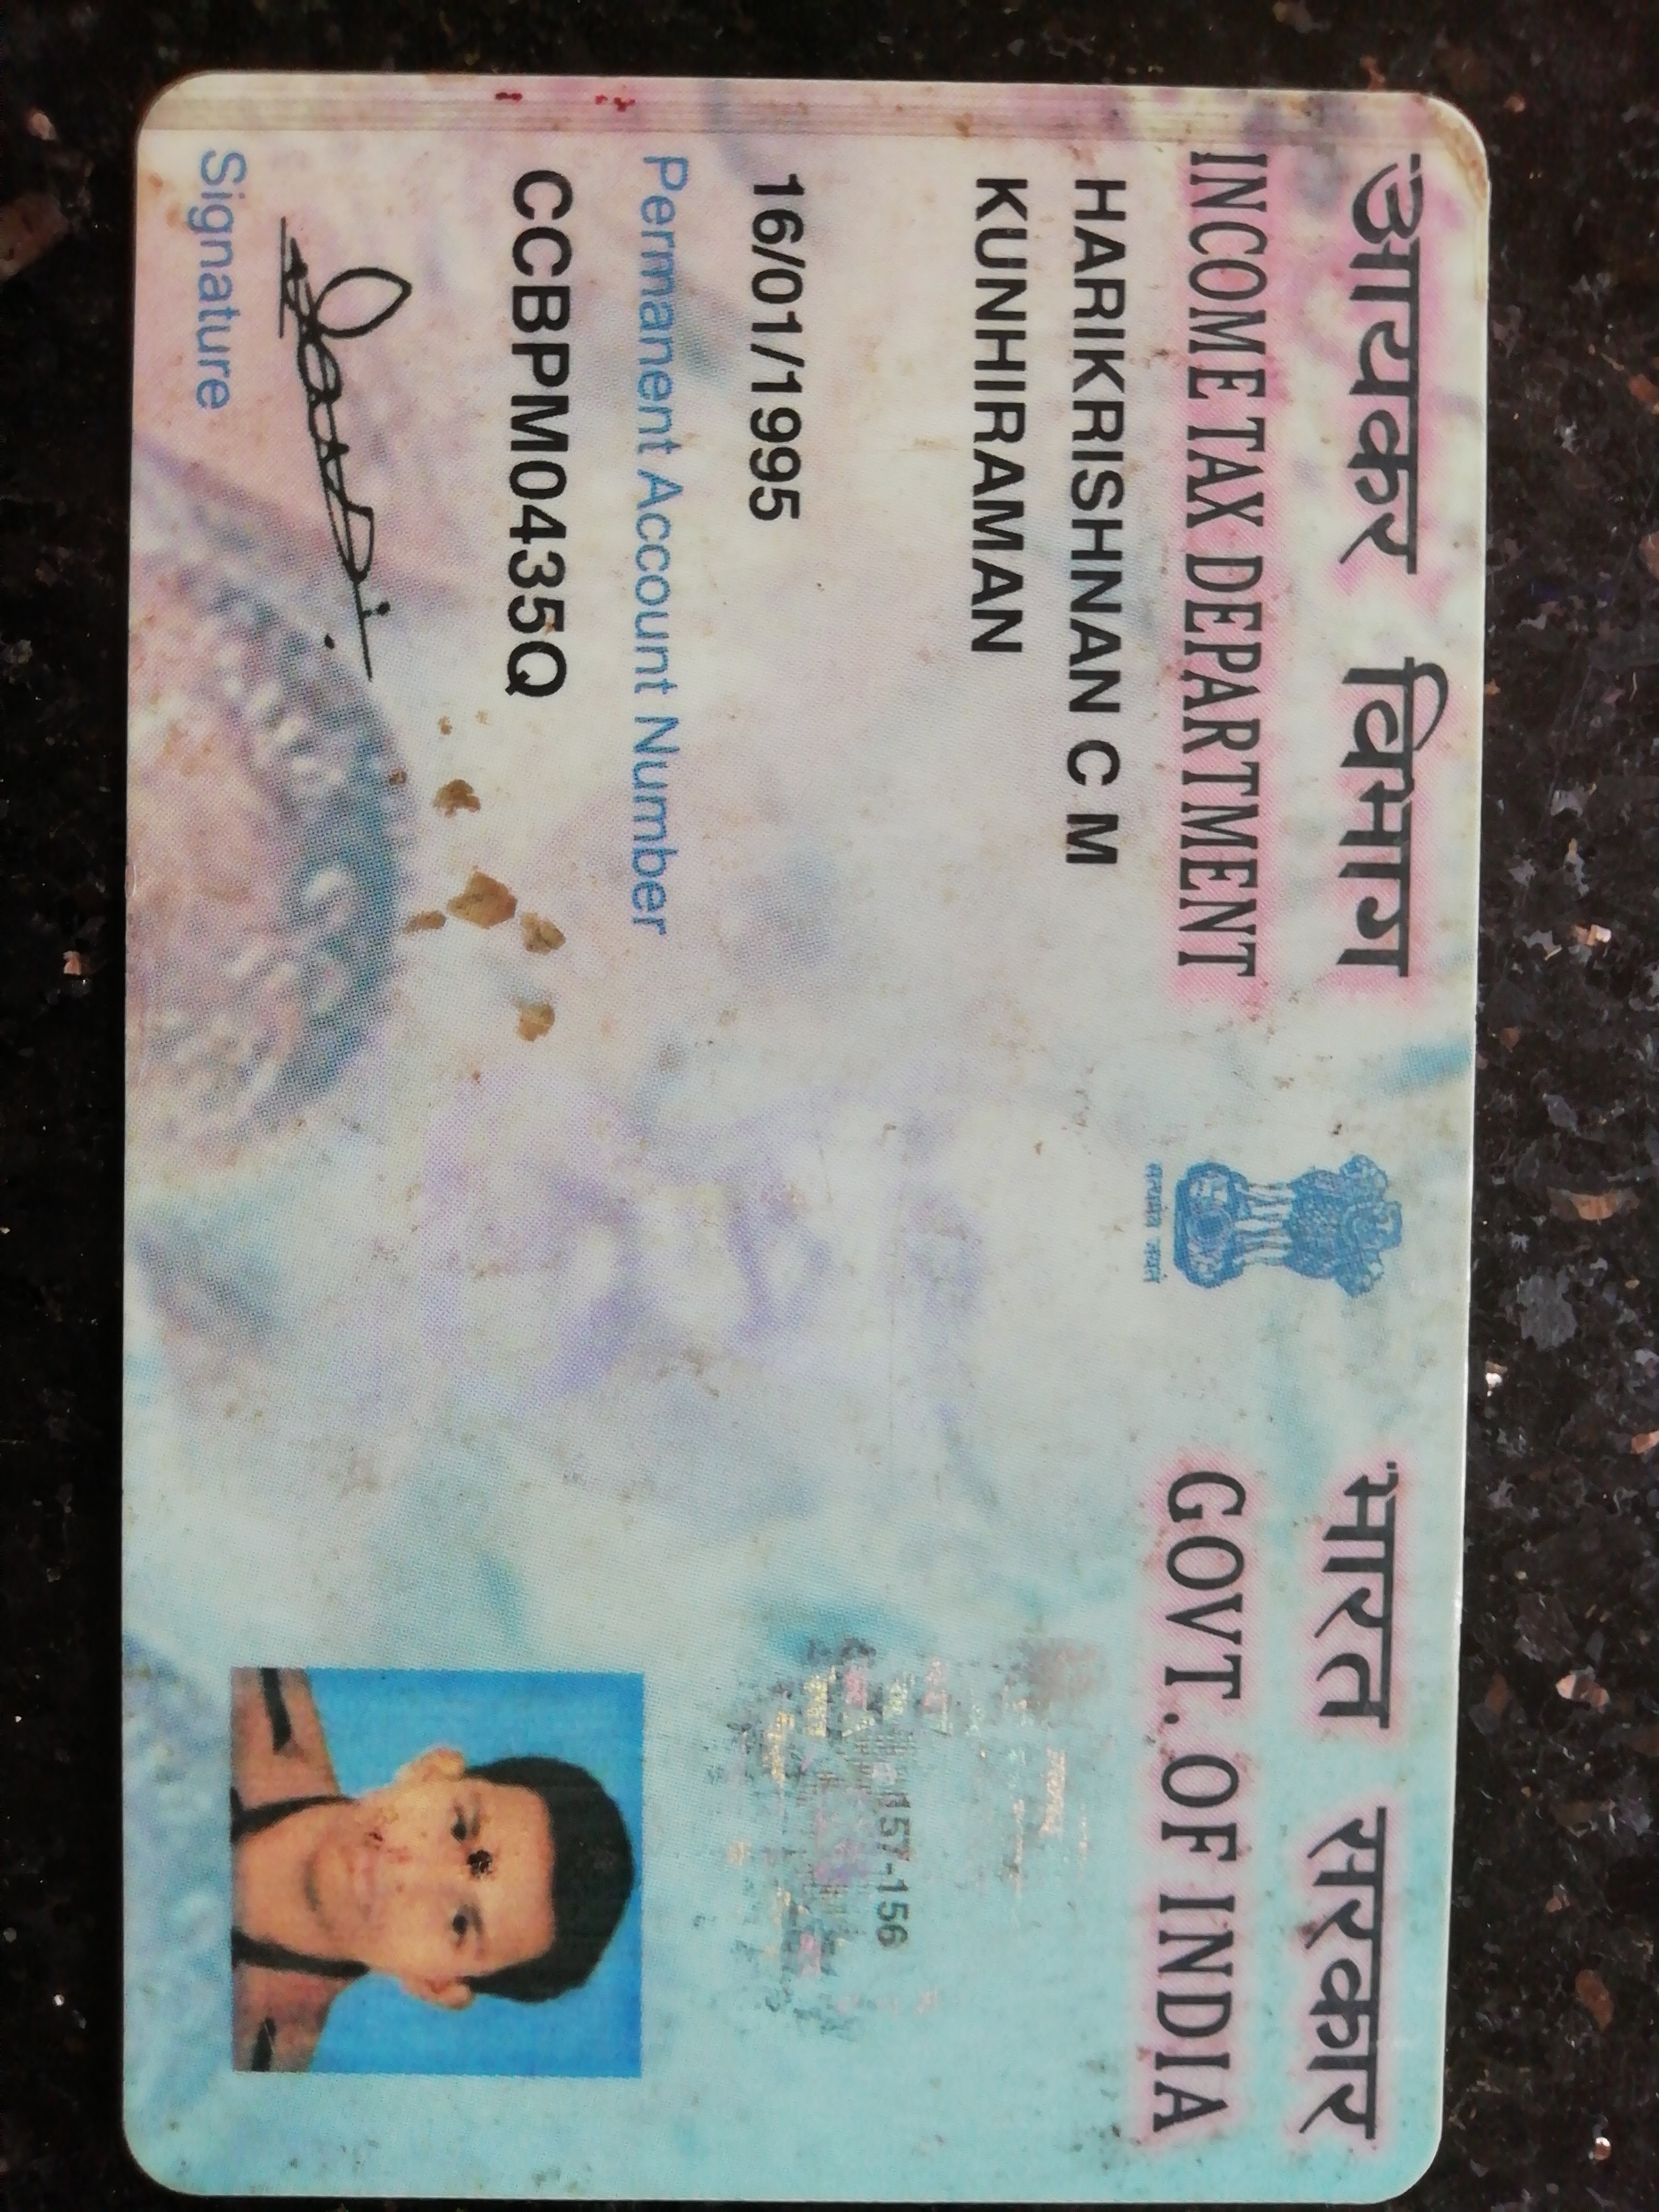 आयकर विभाग
INCOME TAX DEPARTMENT
सत्यमेव जयते
भारत सरकार
GOVT. OF INDIA
HARIKRISHNAN C M
KUNHIRAMAN
16/01/1995
Permanent Account Number
CCBPM0435Q
Signature
157-156